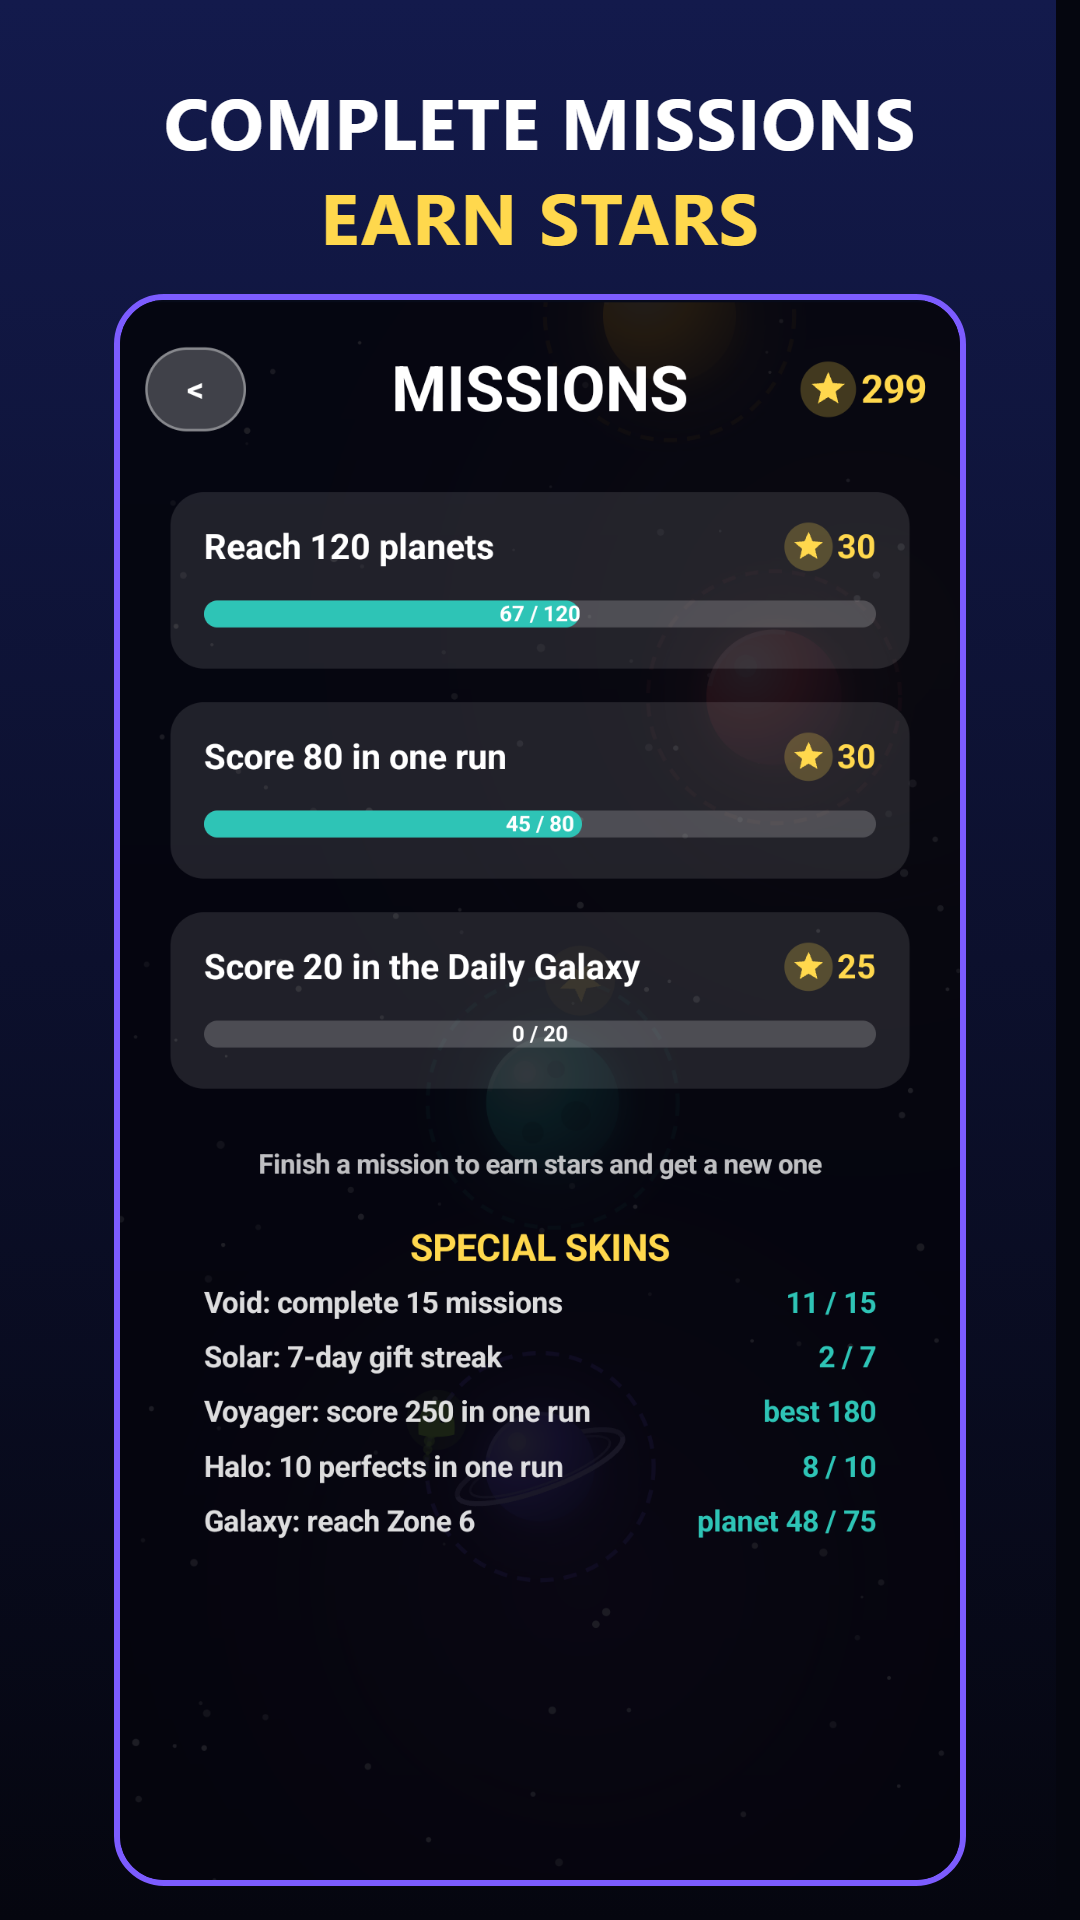 COMPLETE MISSIONS
EARN STARS
< MISSIONS 299
Reach 120 planets 30
67 / 120
Score 80 in one run 30
45 / 80
Score 20 in the Daily Galaxy 25
0 / 20
Finish a mission to earn stars and get a new one
SPECIAL SKINS
Void: complete 15 missions 11 / 15
Solar: 7-day gift streak 2 / 7
Voyager: score 250 in one run best 180
Halo: 10 perfects in one run 8 / 10
Galaxy: reach Zone 6 planet 48 / 75